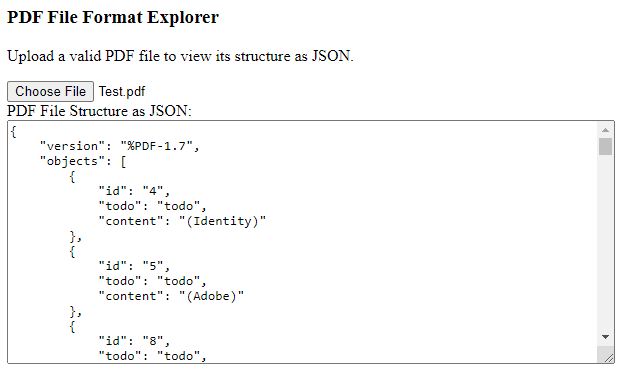 PDF File Format Explorer
Upload a valid PDF file to view its structure as JSON.
Choose File Test.pdf
PDF File Structure as JSON:
{
    "version": "%PDF-1.7",
    "objects": [
        {
            "id": "4",
            "todo": "todo",
            "content": "(Identity)"
        },
        {
            "id": "5",
            "todo": "todo",
            "content": "(Adobe)"
        },
        {
            "id": "8",
            "todo": "todo",